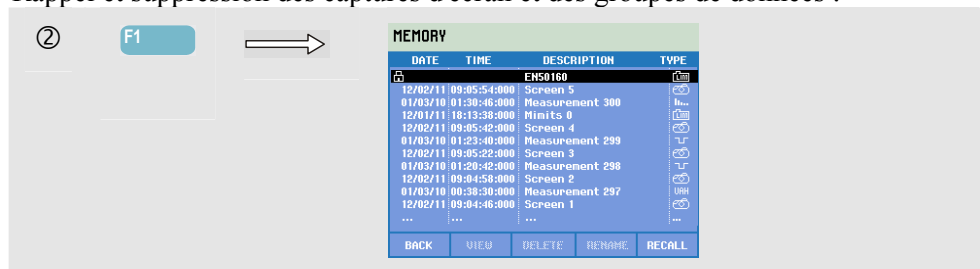 Rappel et suppression des captures d'écran et des groupes de données :
② F1
MEMORY
DATE TIME DESCRIPTION TYPE
EN50160
12/02/11 09:05:54:000 Screen 5
01/03/10 01:30:46:000 Measurement 300
12/01/11 18:13:38:000 Mimits 0
12/02/11 09:05:42:000 Screen 4
01/03/10 01:23:40:000 Measurement 299
12/02/11 09:05:22:000 Screen 3
01/03/10 01:20:42:000 Measurement 298
12/02/11 09:04:58:000 Screen 2
01/03/10 00:38:30:000 Measurement 297 VAH
12/02/11 09:04:46:000 Screen 1
... ... ... ...
BACK VIEW DELETE RENAME RECALL